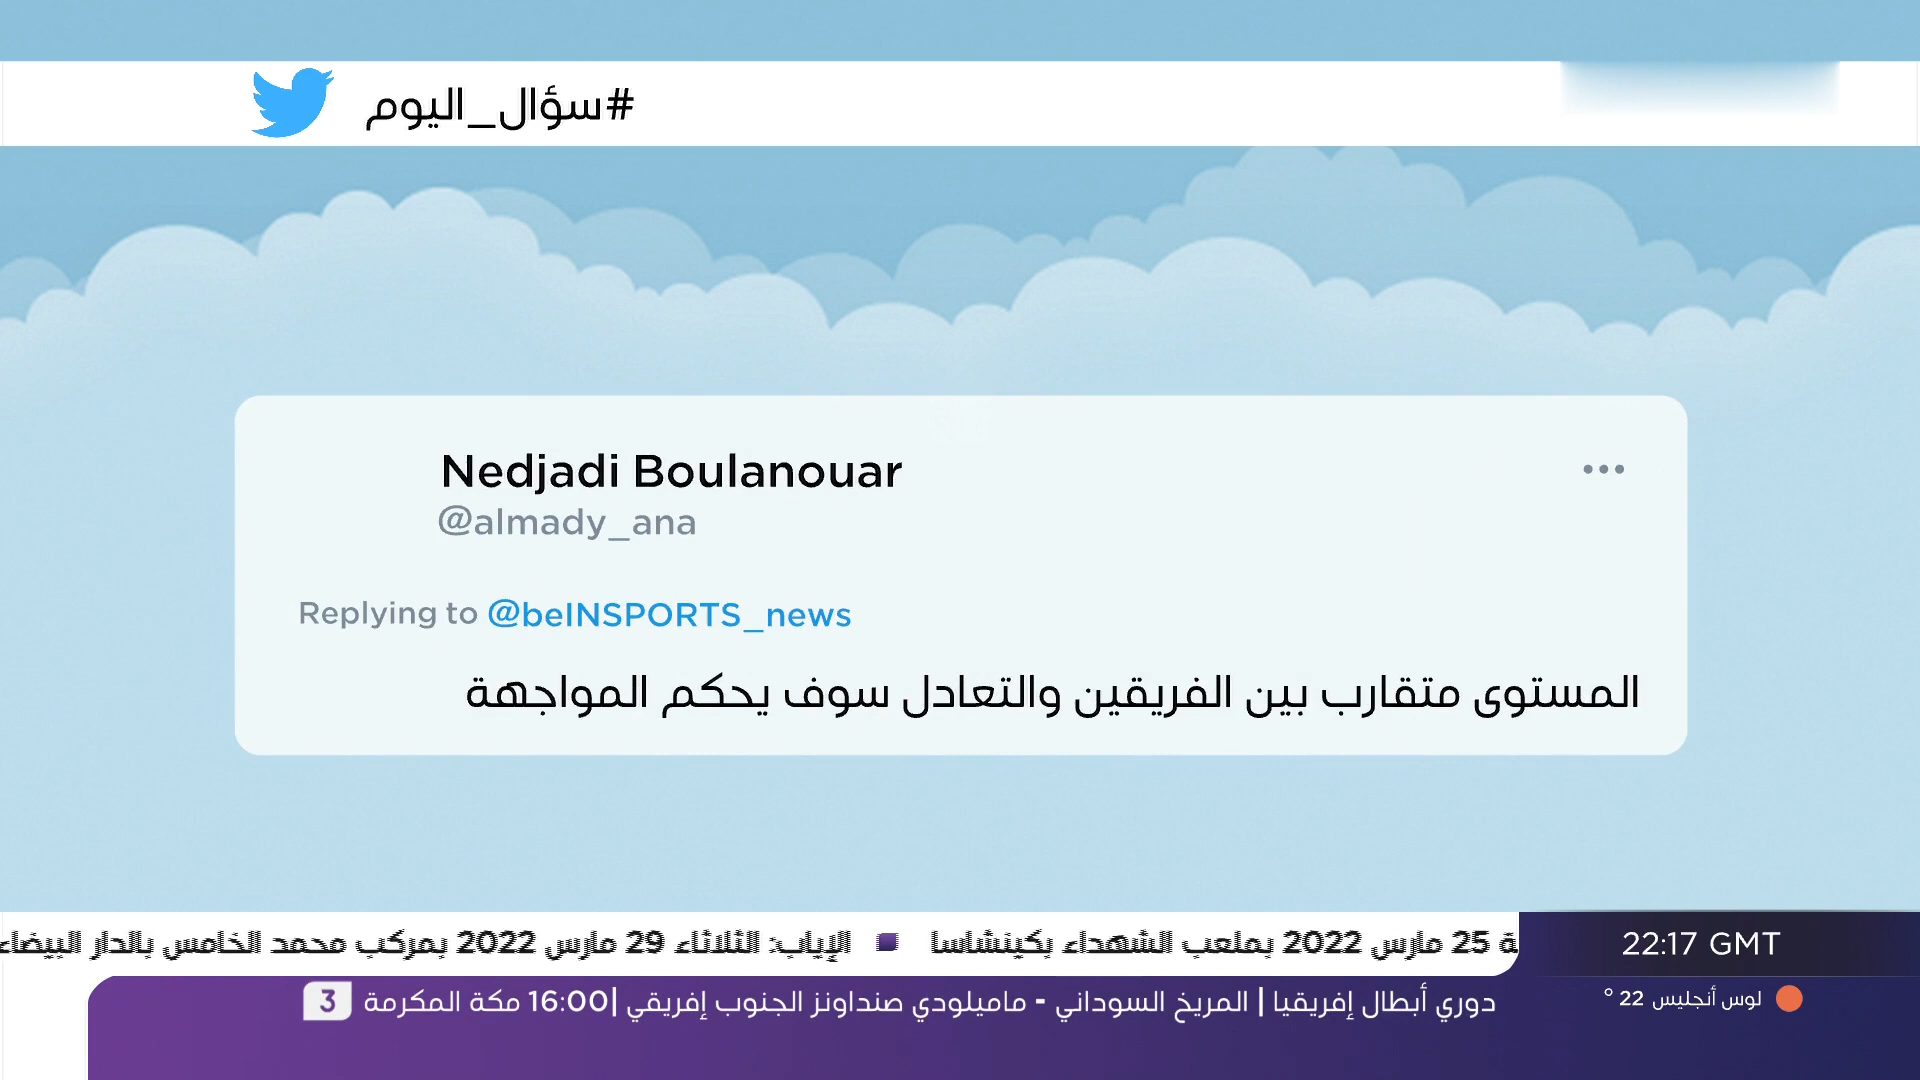 #سؤال_اليوم
Nedjadi Boulanouar
@almady_ana
Replying to @beINSPORTS_news
المستوى متقارب بين الفريقين والتعادل سوف يحكم المواجهة
25 مارس 2022 بملعب الشهداء بكينشاسا ■ الإياب: الثلاثاء 29 مارس 2022 بمركب محمد الخامس بالدار البيضاء
22:17 GMT
دوري أبطال إفريقيا | المريخ السوداني - ماميلودي صنداونز الجنوب إفريقي |16:00 مكة المكرمة 3
لوس أنجليس 22 °